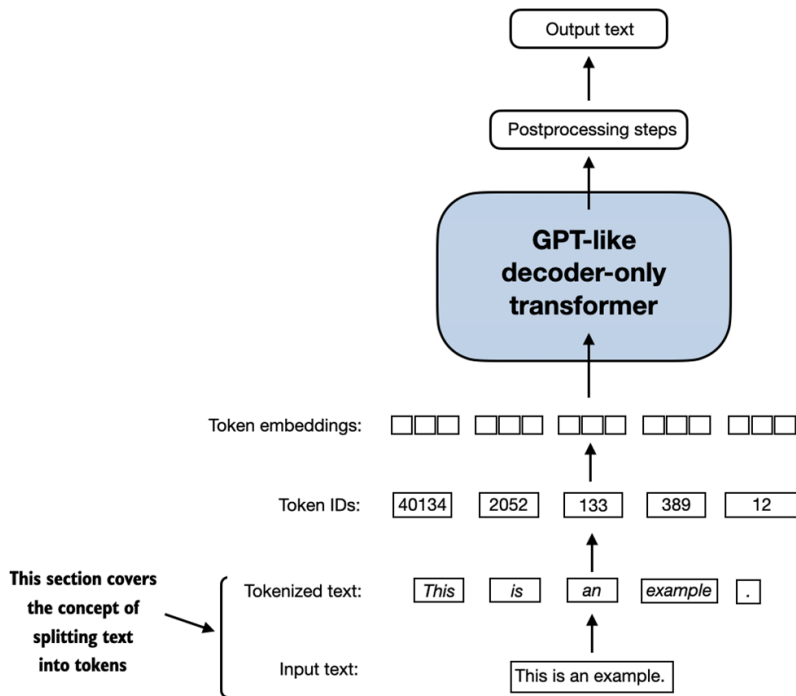 Output text
Postprocessing steps
GPT-like
decoder-only
transformer
Token embeddings:
Token IDs: 40134 2052 133 389 12
This section covers
the concept of
splitting text
into tokens
Tokenized text: This is an example .
Input text: This is an example.